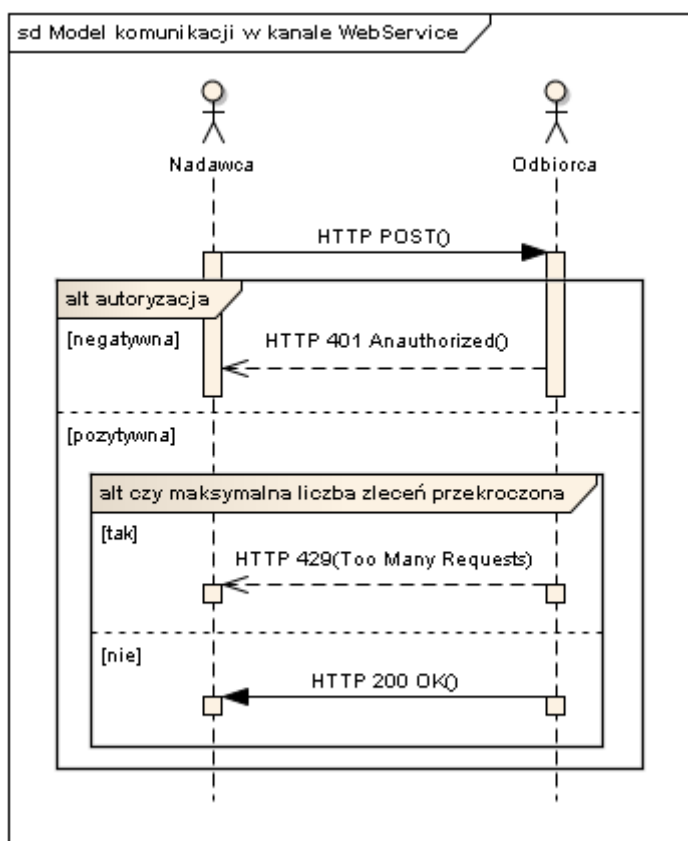 sd Model komunikacji w kanale WebService
Nadawca
Odbiorca
HTTP POST()
alt autoryzacja
[negatywna]
HTTP 401 Anauthorized()
[pozytywna]
alt czy maksymalna liczba zleceń przekroczona
[tak]
HTTP 429(Too Many Requests)
[nie]
HTTP 200 OK()